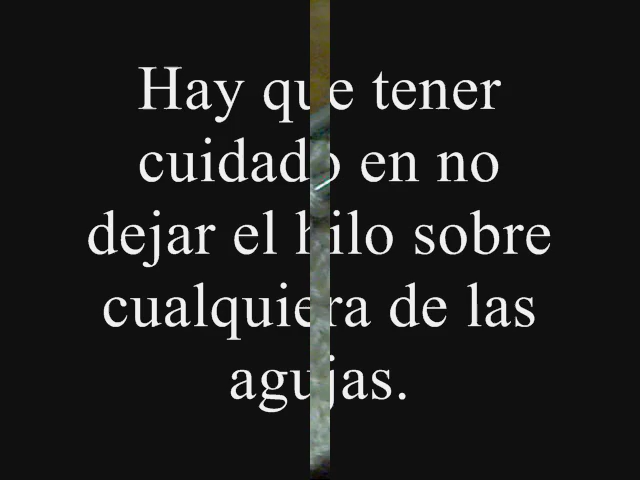 Hay que tener
cuidado en no
dejar el hilo sobre
cualquiera de las
agujas.